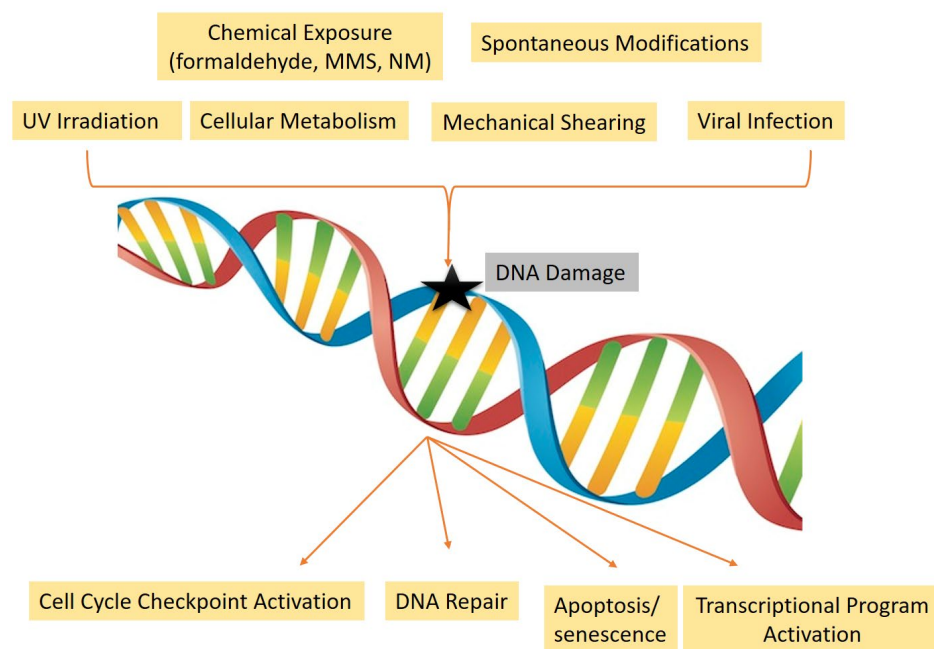 Chemical Exposure
(formaldehyde, MMS, NM)
Spontaneous Modifications
UV Irradiation
Cellular Metabolism
Mechanical Shearing
Viral Infection
DNA Damage
Cell Cycle Checkpoint Activation
DNA Repair
Apoptosis/
senescence
Transcriptional Program
Activation